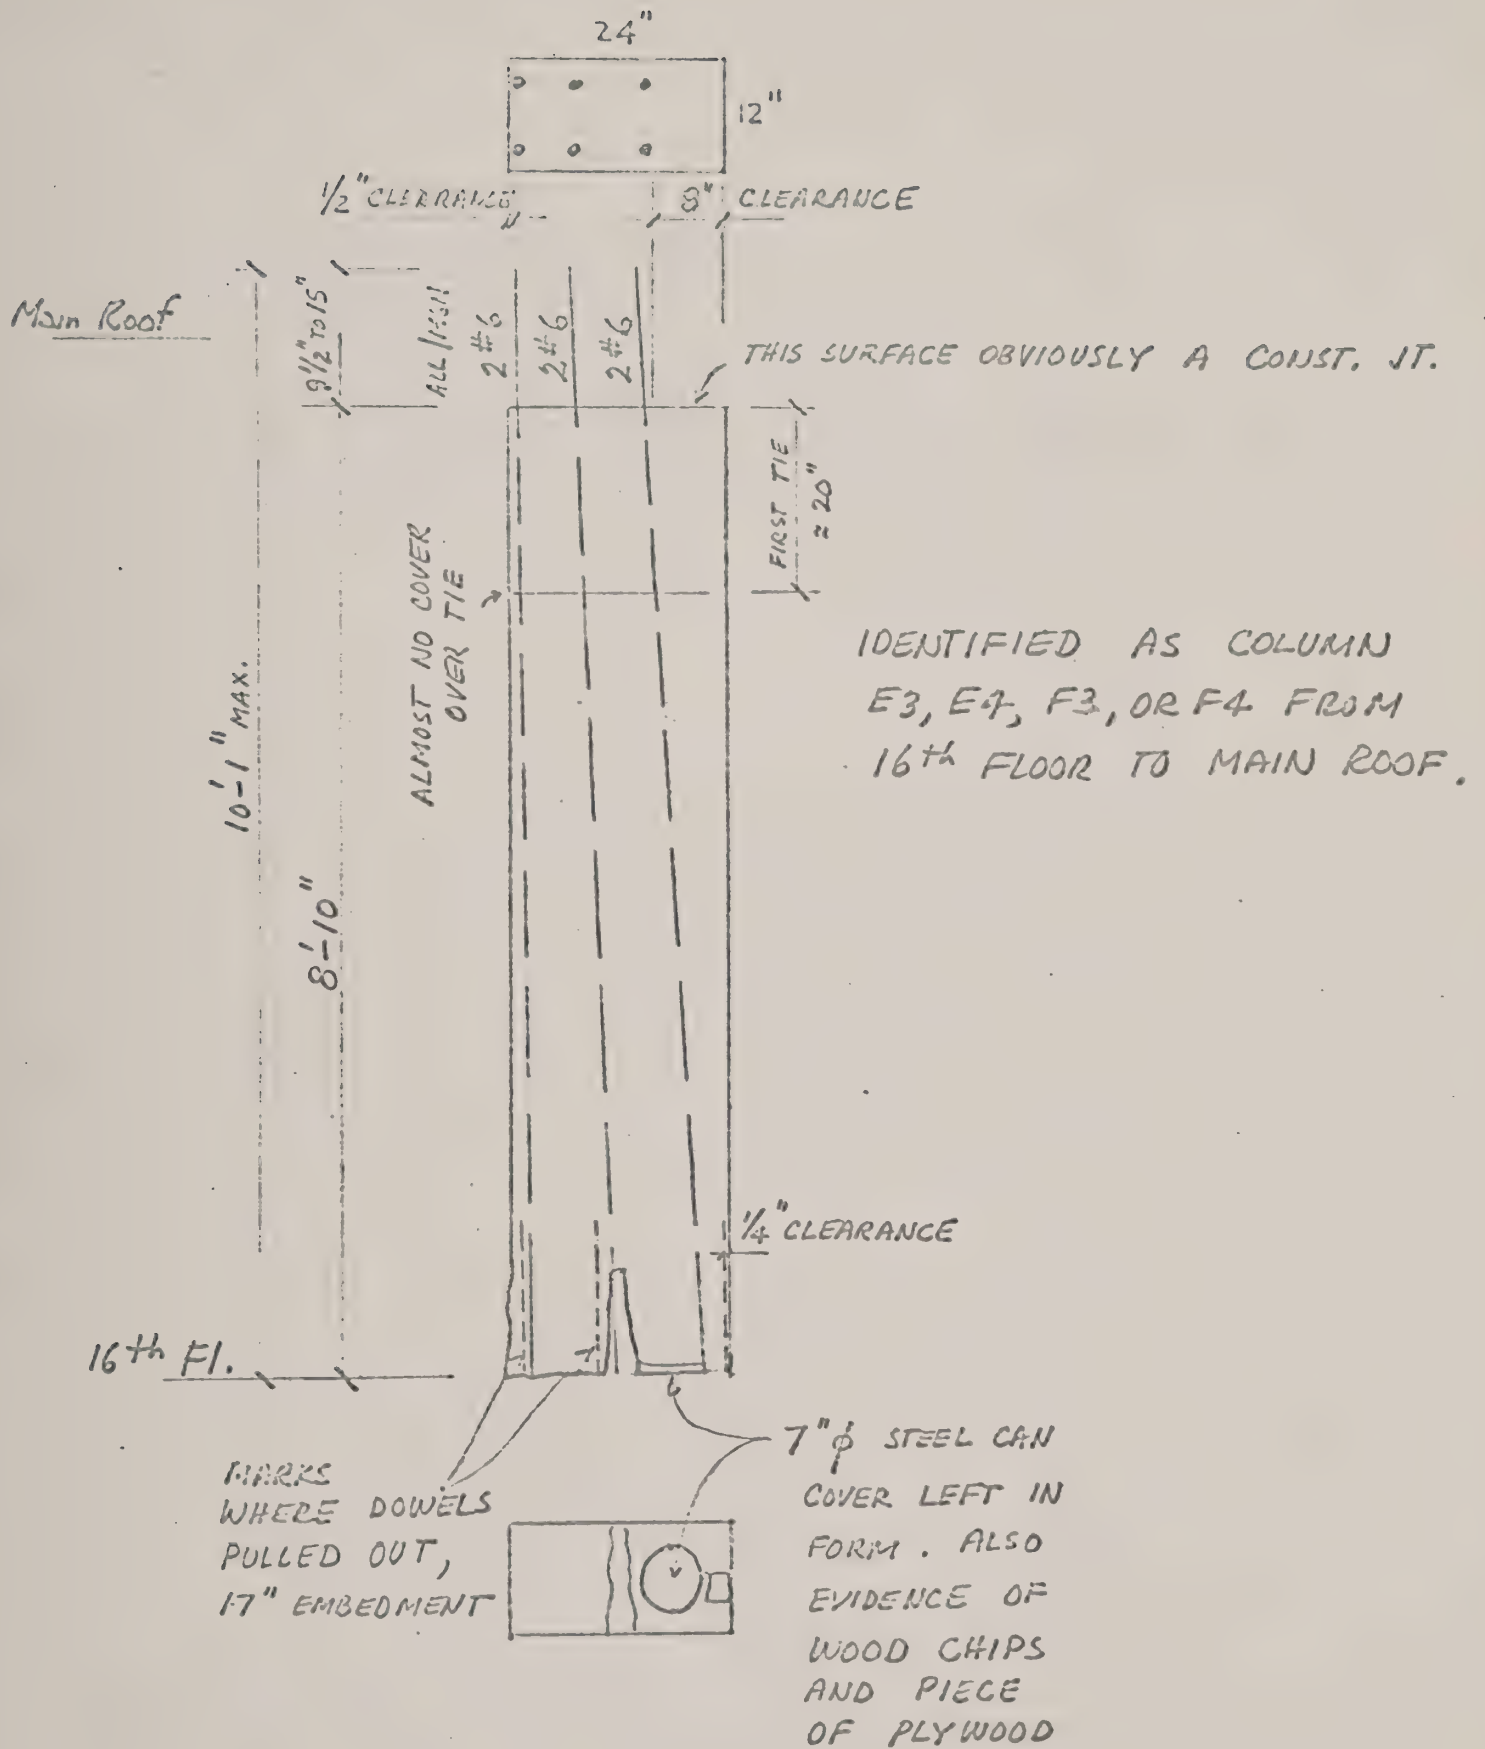 24"
12"
1/2" CLEARANCE
8" CLEARANCE
Main Roof
9 1/2" TO 15"
ALL
2 #6
2 #6
2 #6
THIS SURFACE OBVIOUSLY A CONST. JT.
FIRST TIE
≈ 20"
ALMOST NO COVER
OVER TIE
IDENTIFIED AS COLUMN
E3, E4, F3, OR F4 FROM
16th FLOOR TO MAIN ROOF.
10'-1" MAX.
8'-10"
1/4" CLEARANCE
16th Fl.
MARKS
WHERE DOWELS
PULLED OUT,
17" EMBEDMENT
7" ϕ STEEL CAN
COVER LEFT IN
FORM. ALSO
EVIDENCE OF
WOOD CHIPS
AND PIECE
OF PLYWOOD